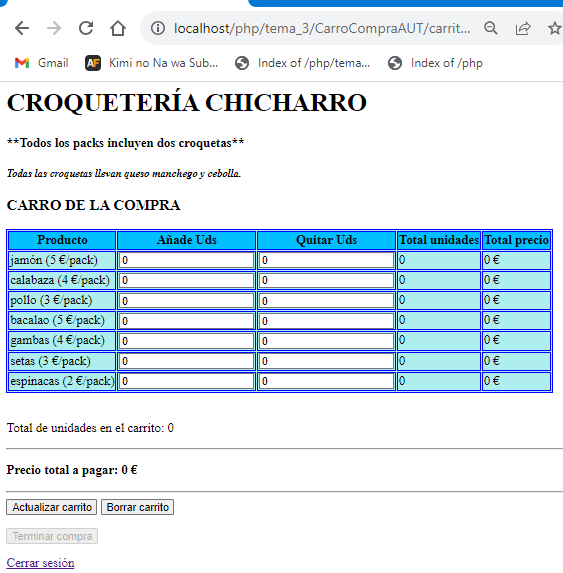 localhost/php/tema_3/CarroCompraAUT/carrit...
Gmail Kimi no Na wa Sub... Index of /php/tema... Index of /php
CROQUETERÍA CHICHARRO
**Todos los packs incluyen dos croquetas**
Todas las croquetas llevan queso manchego y cebolla.
CARRO DE LA COMPRA
Producto Añade Uds Quitar Uds Total unidades Total precio
jamón (5 €/pack) 0 0 0 0 €
calabaza (4 €/pack) 0 0 0 0 €
pollo (3 €/pack) 0 0 0 0 €
bacalao (5 €/pack) 0 0 0 0 €
gambas (4 €/pack) 0 0 0 0 €
setas (3 €/pack) 0 0 0 0 €
espinacas (2 €/pack) 0 0 0 0 €
Total de unidades en el carrito: 0
Precio total a pagar: 0 €
Actualizar carrito Borrar carrito
Terminar compra
Cerrar sesión